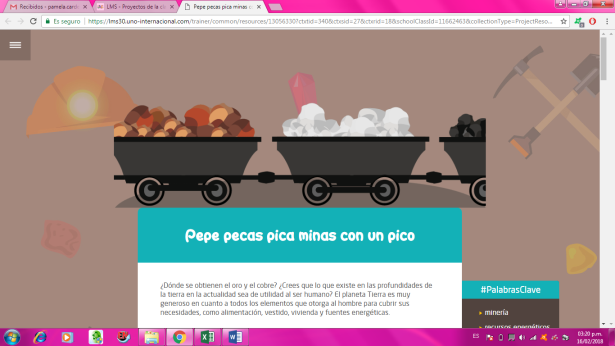 Recibidos - pamela.card
LMS - Proyectos de la cl
Pepe pecas pica minas c
Es seguro
https://lms30.uno-internacional.com/trainer/common/resources/13056330?ctxtid=340&ctxid=27&ctxrid=18&schoolClassId=11662463&collectionType=ProjectReso...
Pepe pecas pica minas con un pico
¿Dónde se obtienen el oro y el cobre? ¿Crees que lo que existe en las profundidades de
la tierra en la actualidad sea de utilidad al ser humano? El planeta Tierra es muy
generoso en cuanto a todos los elementos que otorga al hombre para cubrir sus
necesidades, como alimentación, vestido, vivienda y fuentes energéticas.
#PalabrasClave
minería
recursos energéticos
ES
03:20 p.m.
16/02/2018